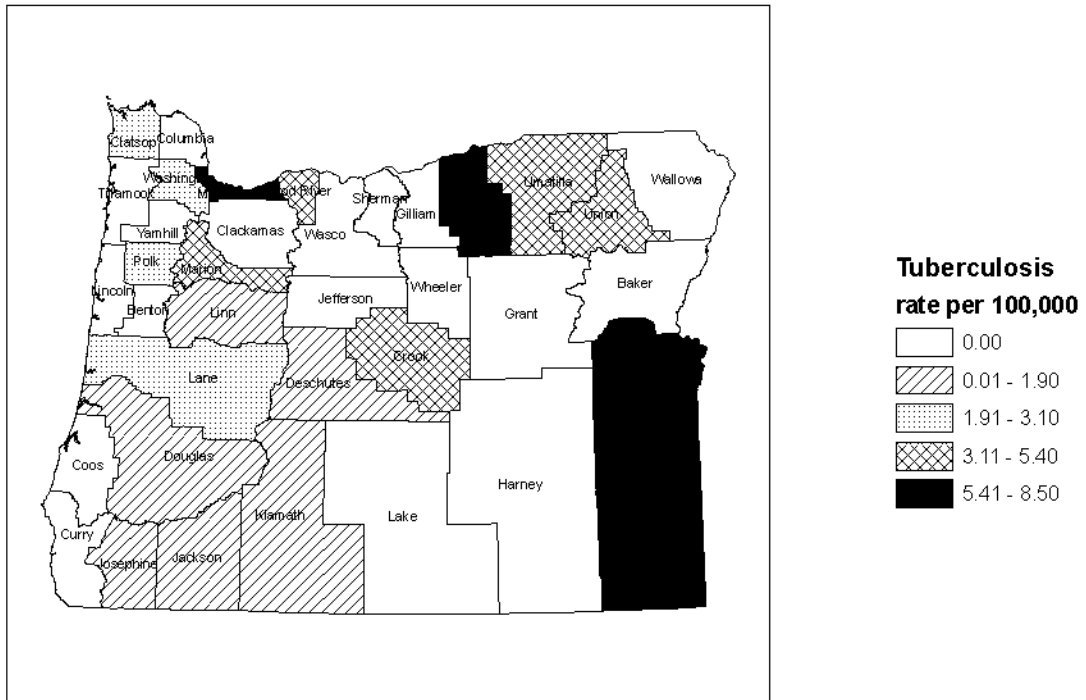 Clatsop
Columbia
Washing
Tillamook
M
od River
Sherman
Gilliam
Umatilla
Union
Wallowa
Yamhill
Clackamas
Wasco
Polk
Marion
Lincoln
Benton
Linn
Jefferson
Wheeler
Grant
Baker
Lane
Deschutes
Crook
Douglas
Coos
Curry
Josephine
Jackson
Klamath
Lake
Harney
Tuberculosis
rate per 100,000
0.00
0.01 - 1.90
1.91 - 3.10
3.11 - 5.40
5.41 - 8.50